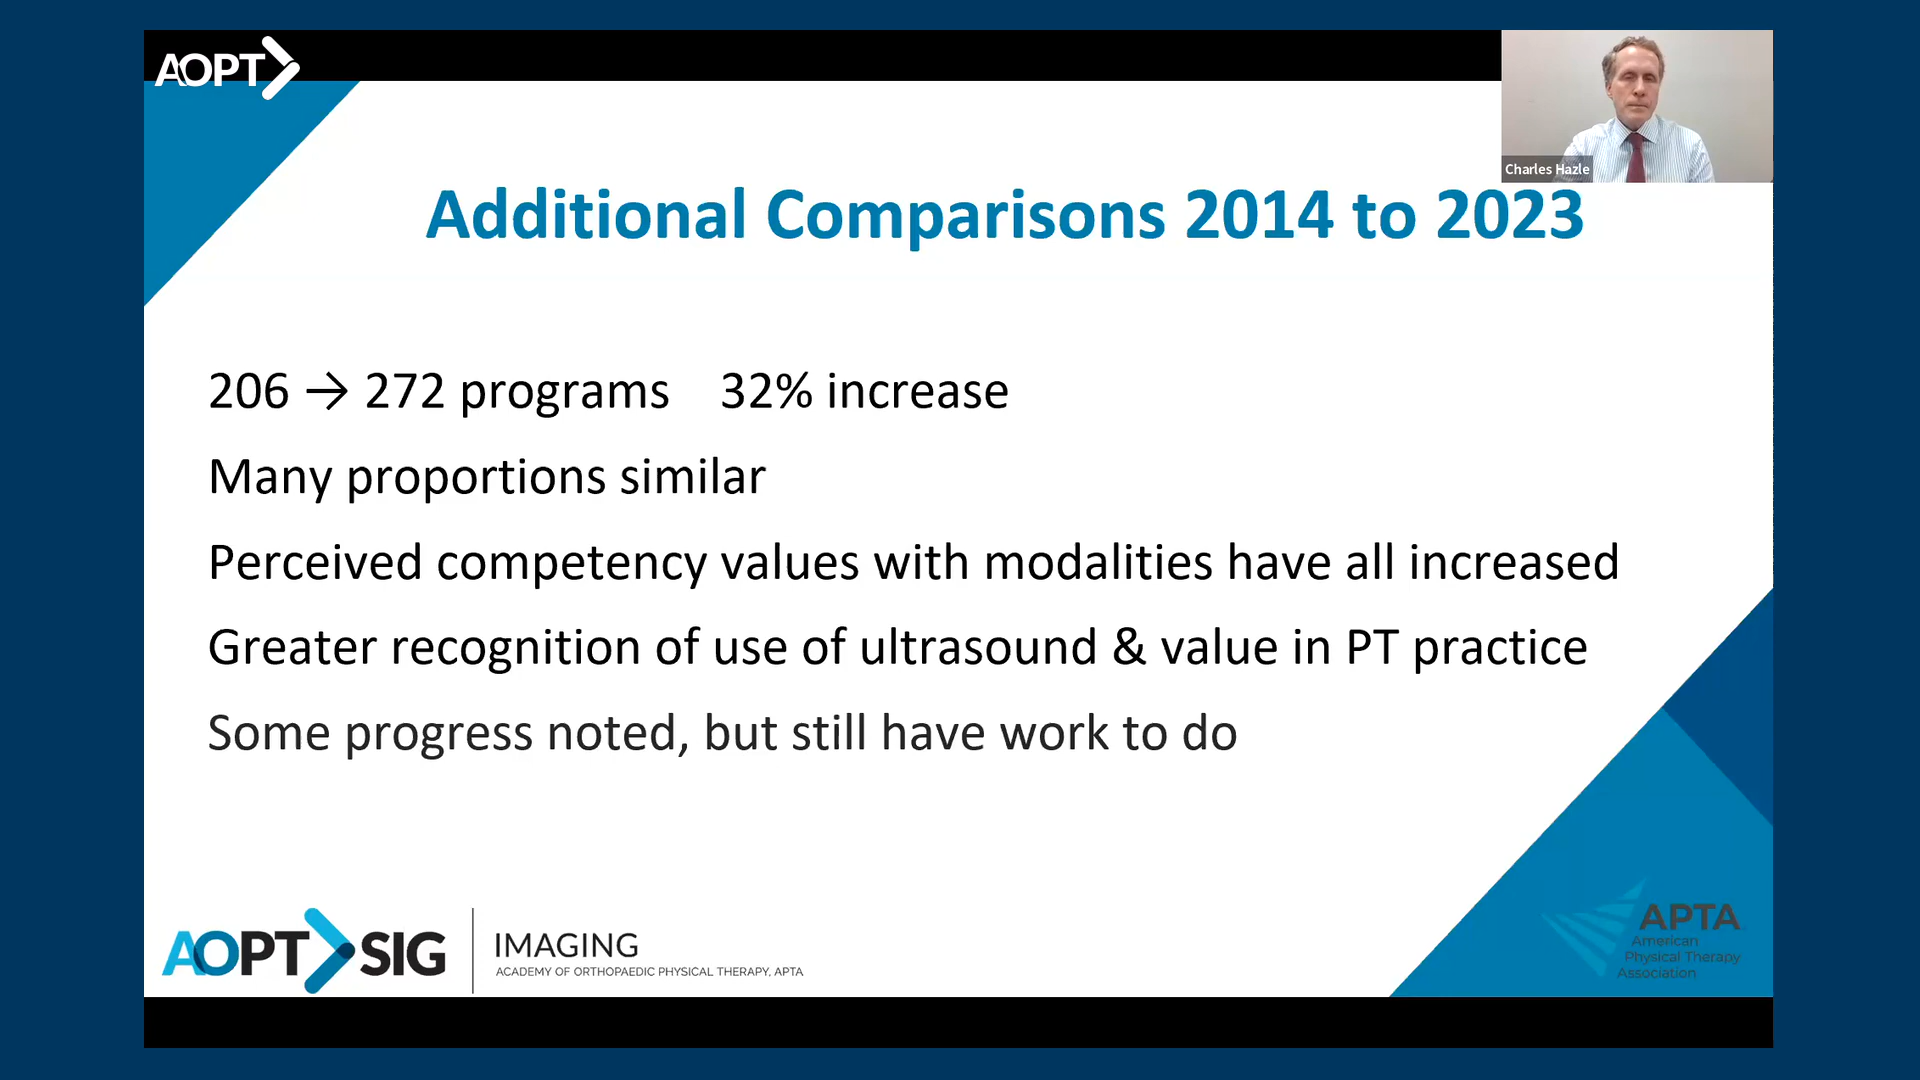 AOPT
Charles Hazle
Additional Comparisons 2014 to 2023
206 → 272 programs 32% increase
Many proportions similar
Perceived competency values with modalities have all increased
Greater recognition of use of ultrasound & value in PT practice
Some progress noted, but still have work to do
AOPT SIG
IMAGING
ACADEMY OF ORTHOPAEDIC PHYSICAL THERAPY, APTA
APTA
American
Physical Therapy
Association